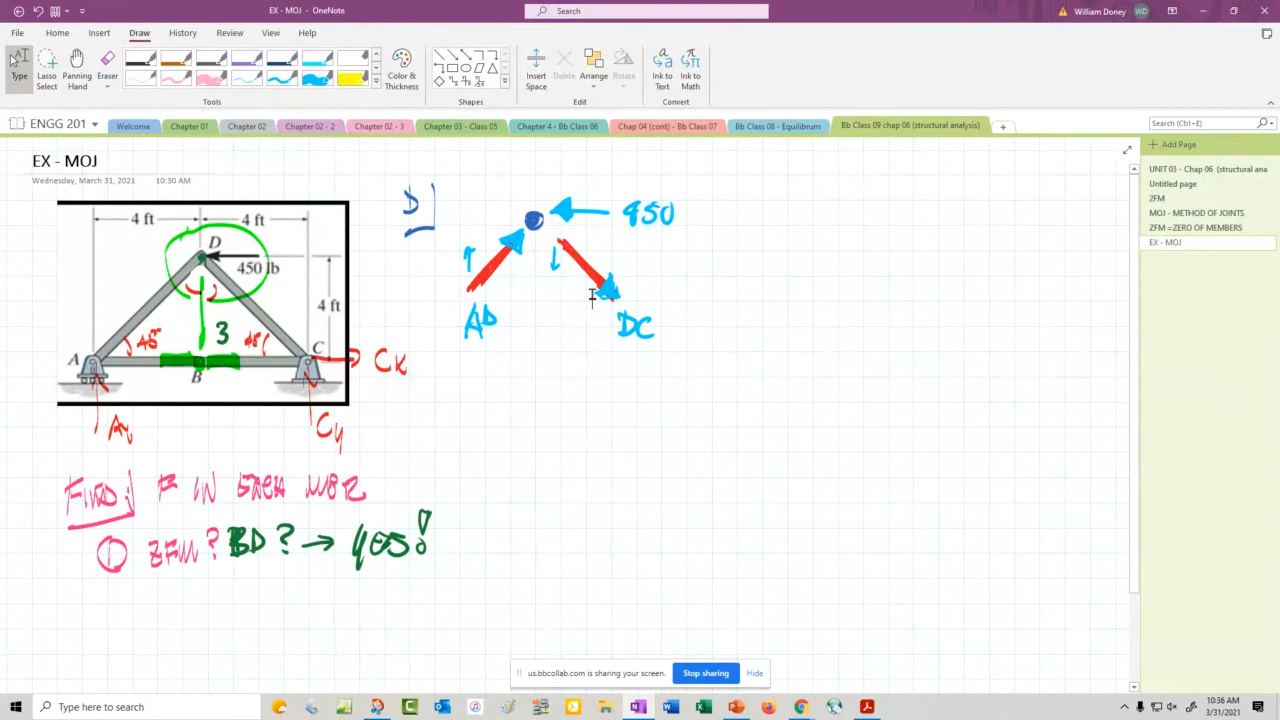 EX - MOJ - OneNote
Search
William Doney
WD
File
Home
Insert
Draw
History
Review
View
Help
Type
Lasso Select
Panning Hand
Eraser
Color & Thickness
Insert Space
Delete
Arrange
Rotate
Ink to Text
Ink to Math
Tools
Shapes
Edit
Convert
ENGG 201
Welcome
Chapter 01
Chapter 02
Chapter 02 - 2
Chapter 02 - 3
Chapter 03 - Class 05
Chapter 4 - Bb Class 06
Chap 04 (cont) - Bb Class 07
Bb Class 08 - Equilibrum
Bb Class 09 chap 06 (structural analysis)
Search (Ctrl+E)
Add Page
UNIT 03 - Chap 06 (structural ana
Untitled page
2FM
MOJ - METHOD OF JOINTS
ZFM =ZERO OF MEMBERS
EX - MOJ
EX - MOJ
Wednesday, March 31, 2021 10:30 AM
4 ft
4 ft
D
450 lb
4 ft
3
45°
45
A
B
C
Cx
Cy
D
450
AD
DC
FIND: F IN EACH MBR
① ZFM? BD? → YES!
us.bbcollab.com is sharing your screen.
Stop sharing
Hide
Type here to search
10:36 AM
3/31/2021